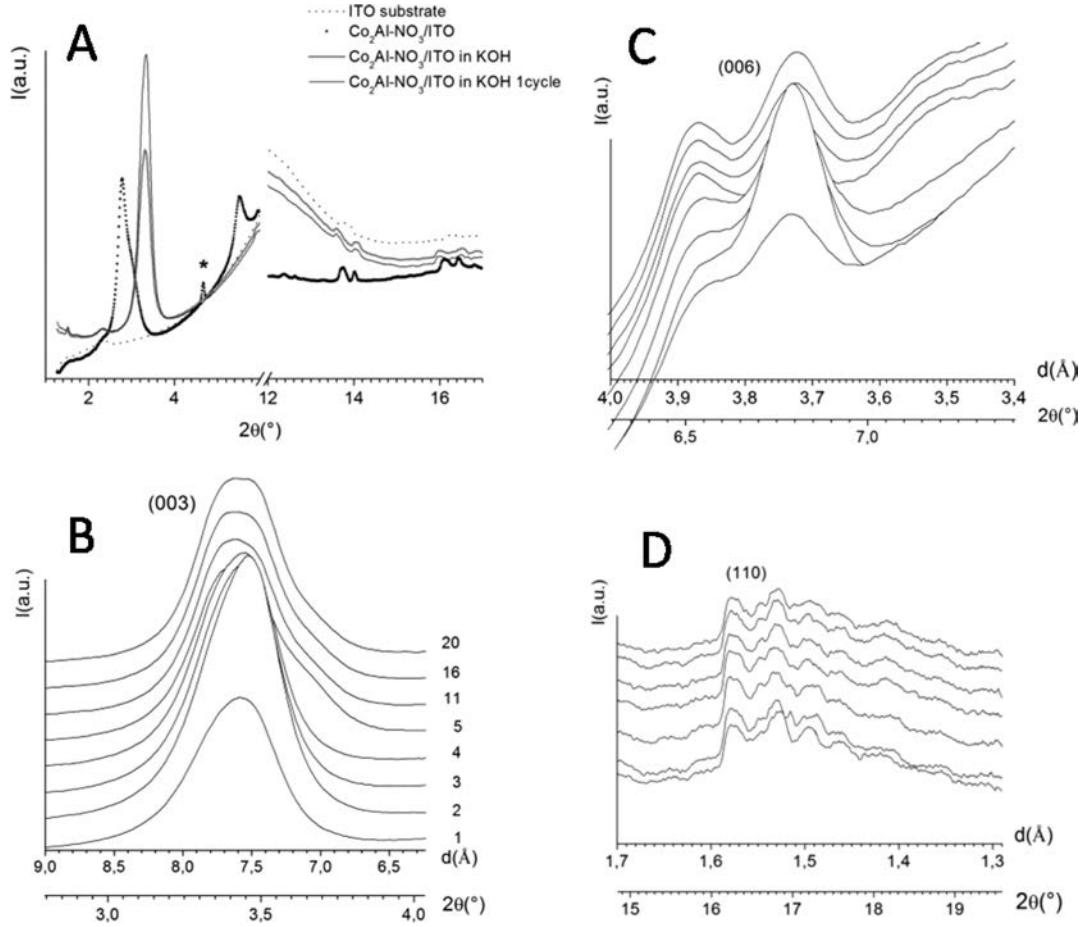 A
I(a.u.)
ITO substrate
Co₂Al-NO₃/ITO
Co₂Al-NO₃/ITO in KOH
Co₂Al-NO₃/ITO in KOH 1cycle
*
2 4 12 14 16
2θ(°)
C
I(a.u.)
(006)
d(Å)
4,0 3,9 3,8 3,7 3,6 3,5 3,4
2θ(°)
6,5 7,0
B
I(a.u.)
(003)
20
16
11
5
4
3
2
1
9,0 8,5 8,0 7,5 7,0 6,5 d(Å)
3,0 3,5 4,0 2θ(°)
D
I(a.u.)
(110)
d(Å)
1,7 1,6 1,5 1,4 1,3
15 16 17 18 19 2θ(°)